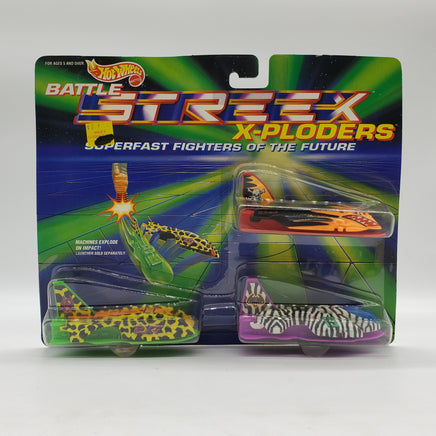 FOR AGES 5 AND OVER
Hot Wheels
BATTLE
STREEX
X-PLODERS
SUPERFAST FIGHTERS OF THE FUTURE
MACHINES EXPLODE
ON IMPACT!
LAUNCHER SOLD SEPARATELY.